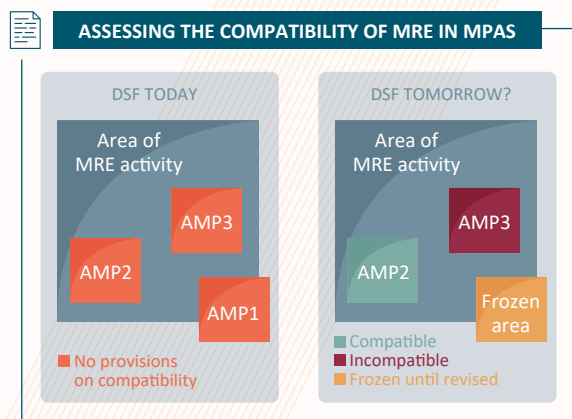 ASSESSING THE COMPATIBILITY OF MRE IN MPAS
DSF TODAY
Area of
MRE activity
AMP3
AMP2
AMP1
No provisions
on compatibility
DSF TOMORROW?
Area of
MRE activity
AMP3
AMP2
Frozen
area
Compatible
Incompatible
Frozen until revised